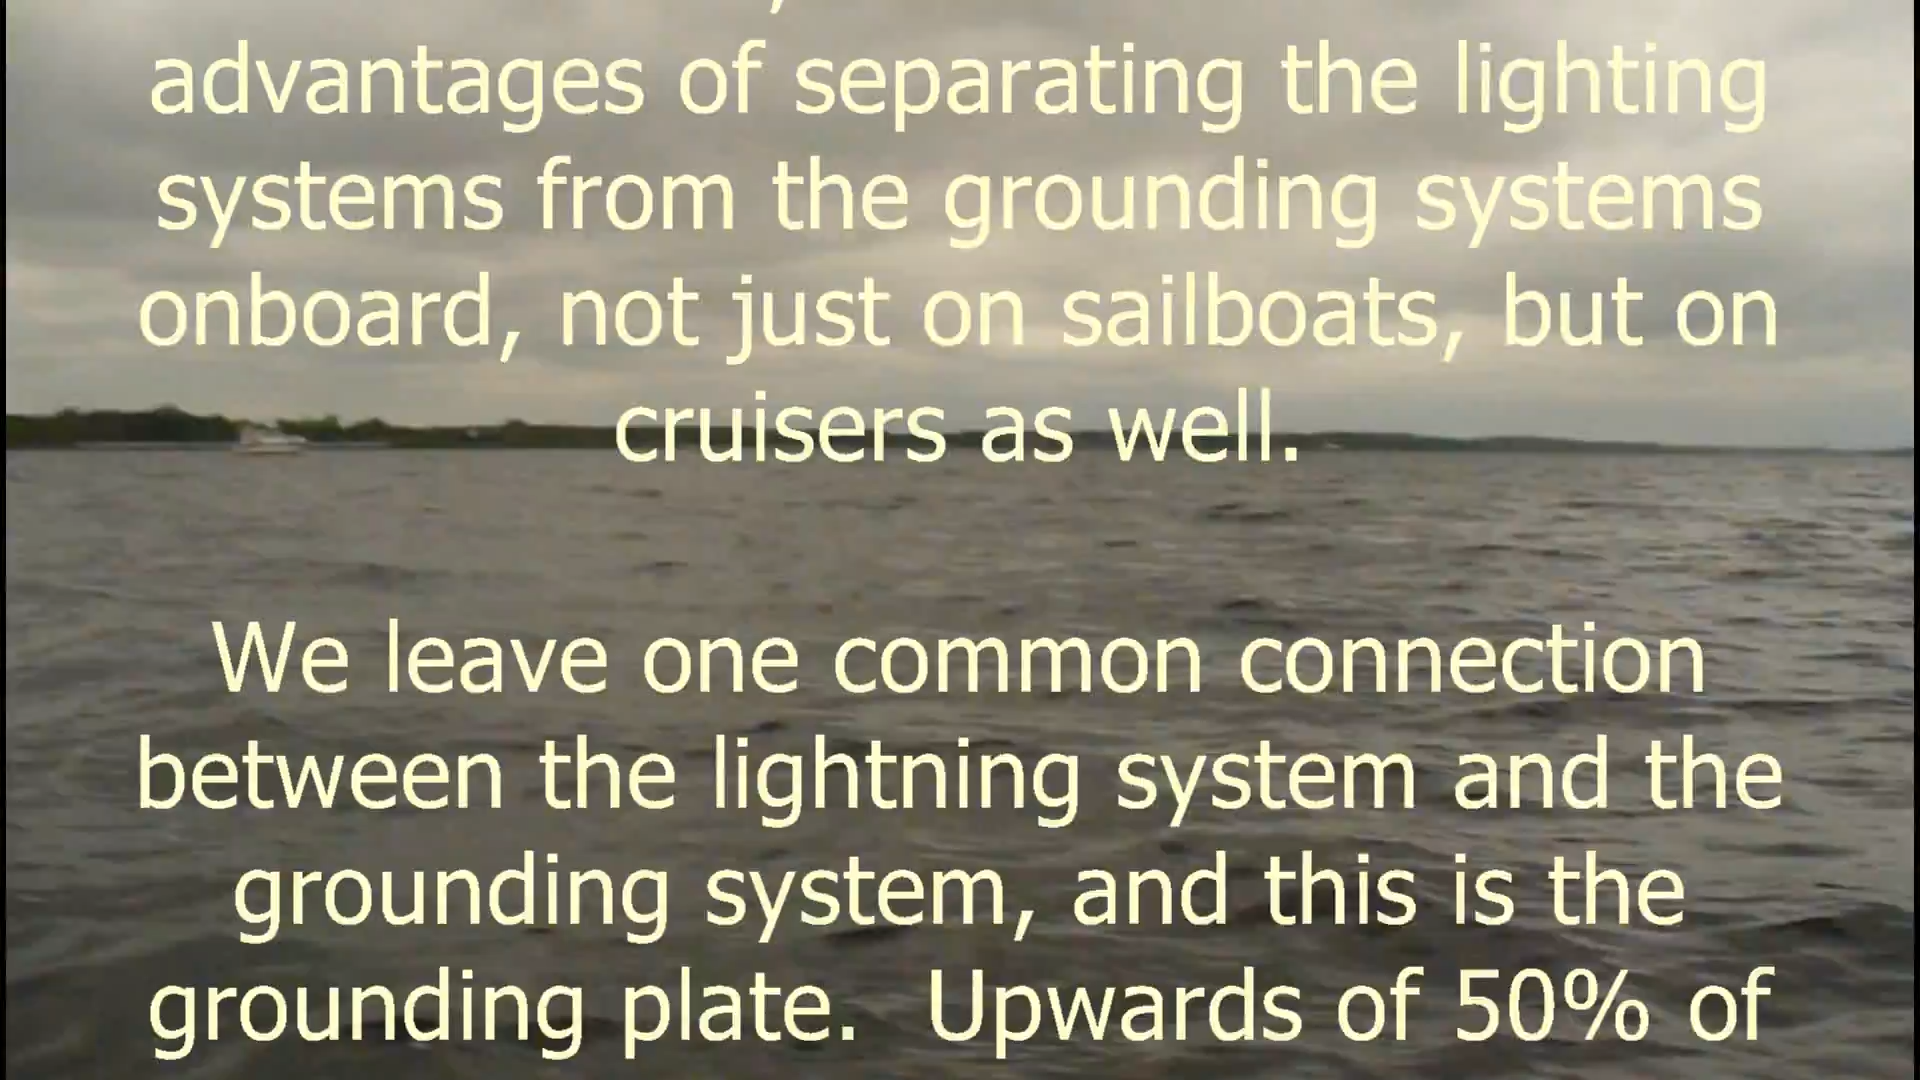 advantages of separating the lighting
systems from the grounding systems
onboard, not just on sailboats, but on
cruisers as well.
We leave one common connection
between the lightning system and the
grounding system, and this is the
grounding plate.  Upwards of 50% of